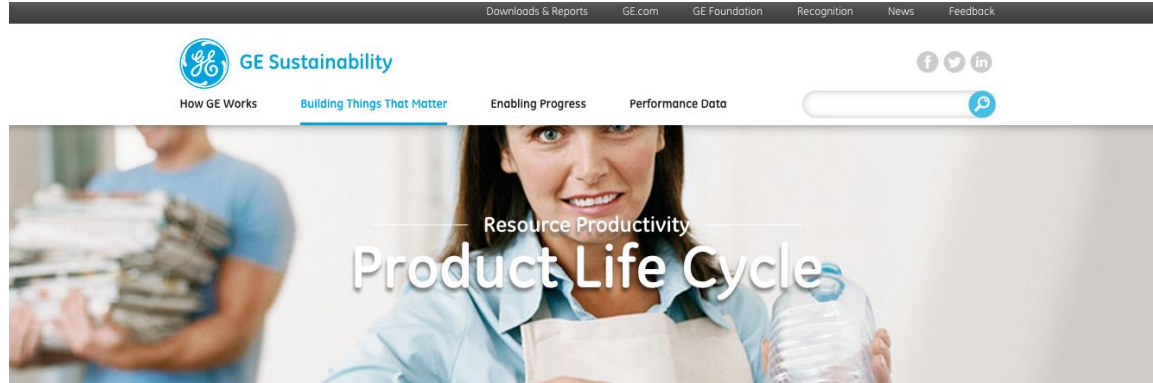 Downloads & Reports GE.com GE Foundation Recognition News Feedback
GE GE Sustainability
How GE Works Building Things That Matter Enabling Progress Performance Data
Resource Productivity
Product Life Cycle